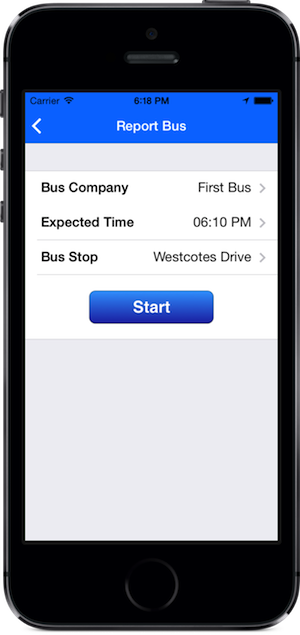 Carrier 6:18 PM
Report Bus
Bus Company First Bus
Expected Time 06:10 PM
Bus Stop Westcotes Drive
Start